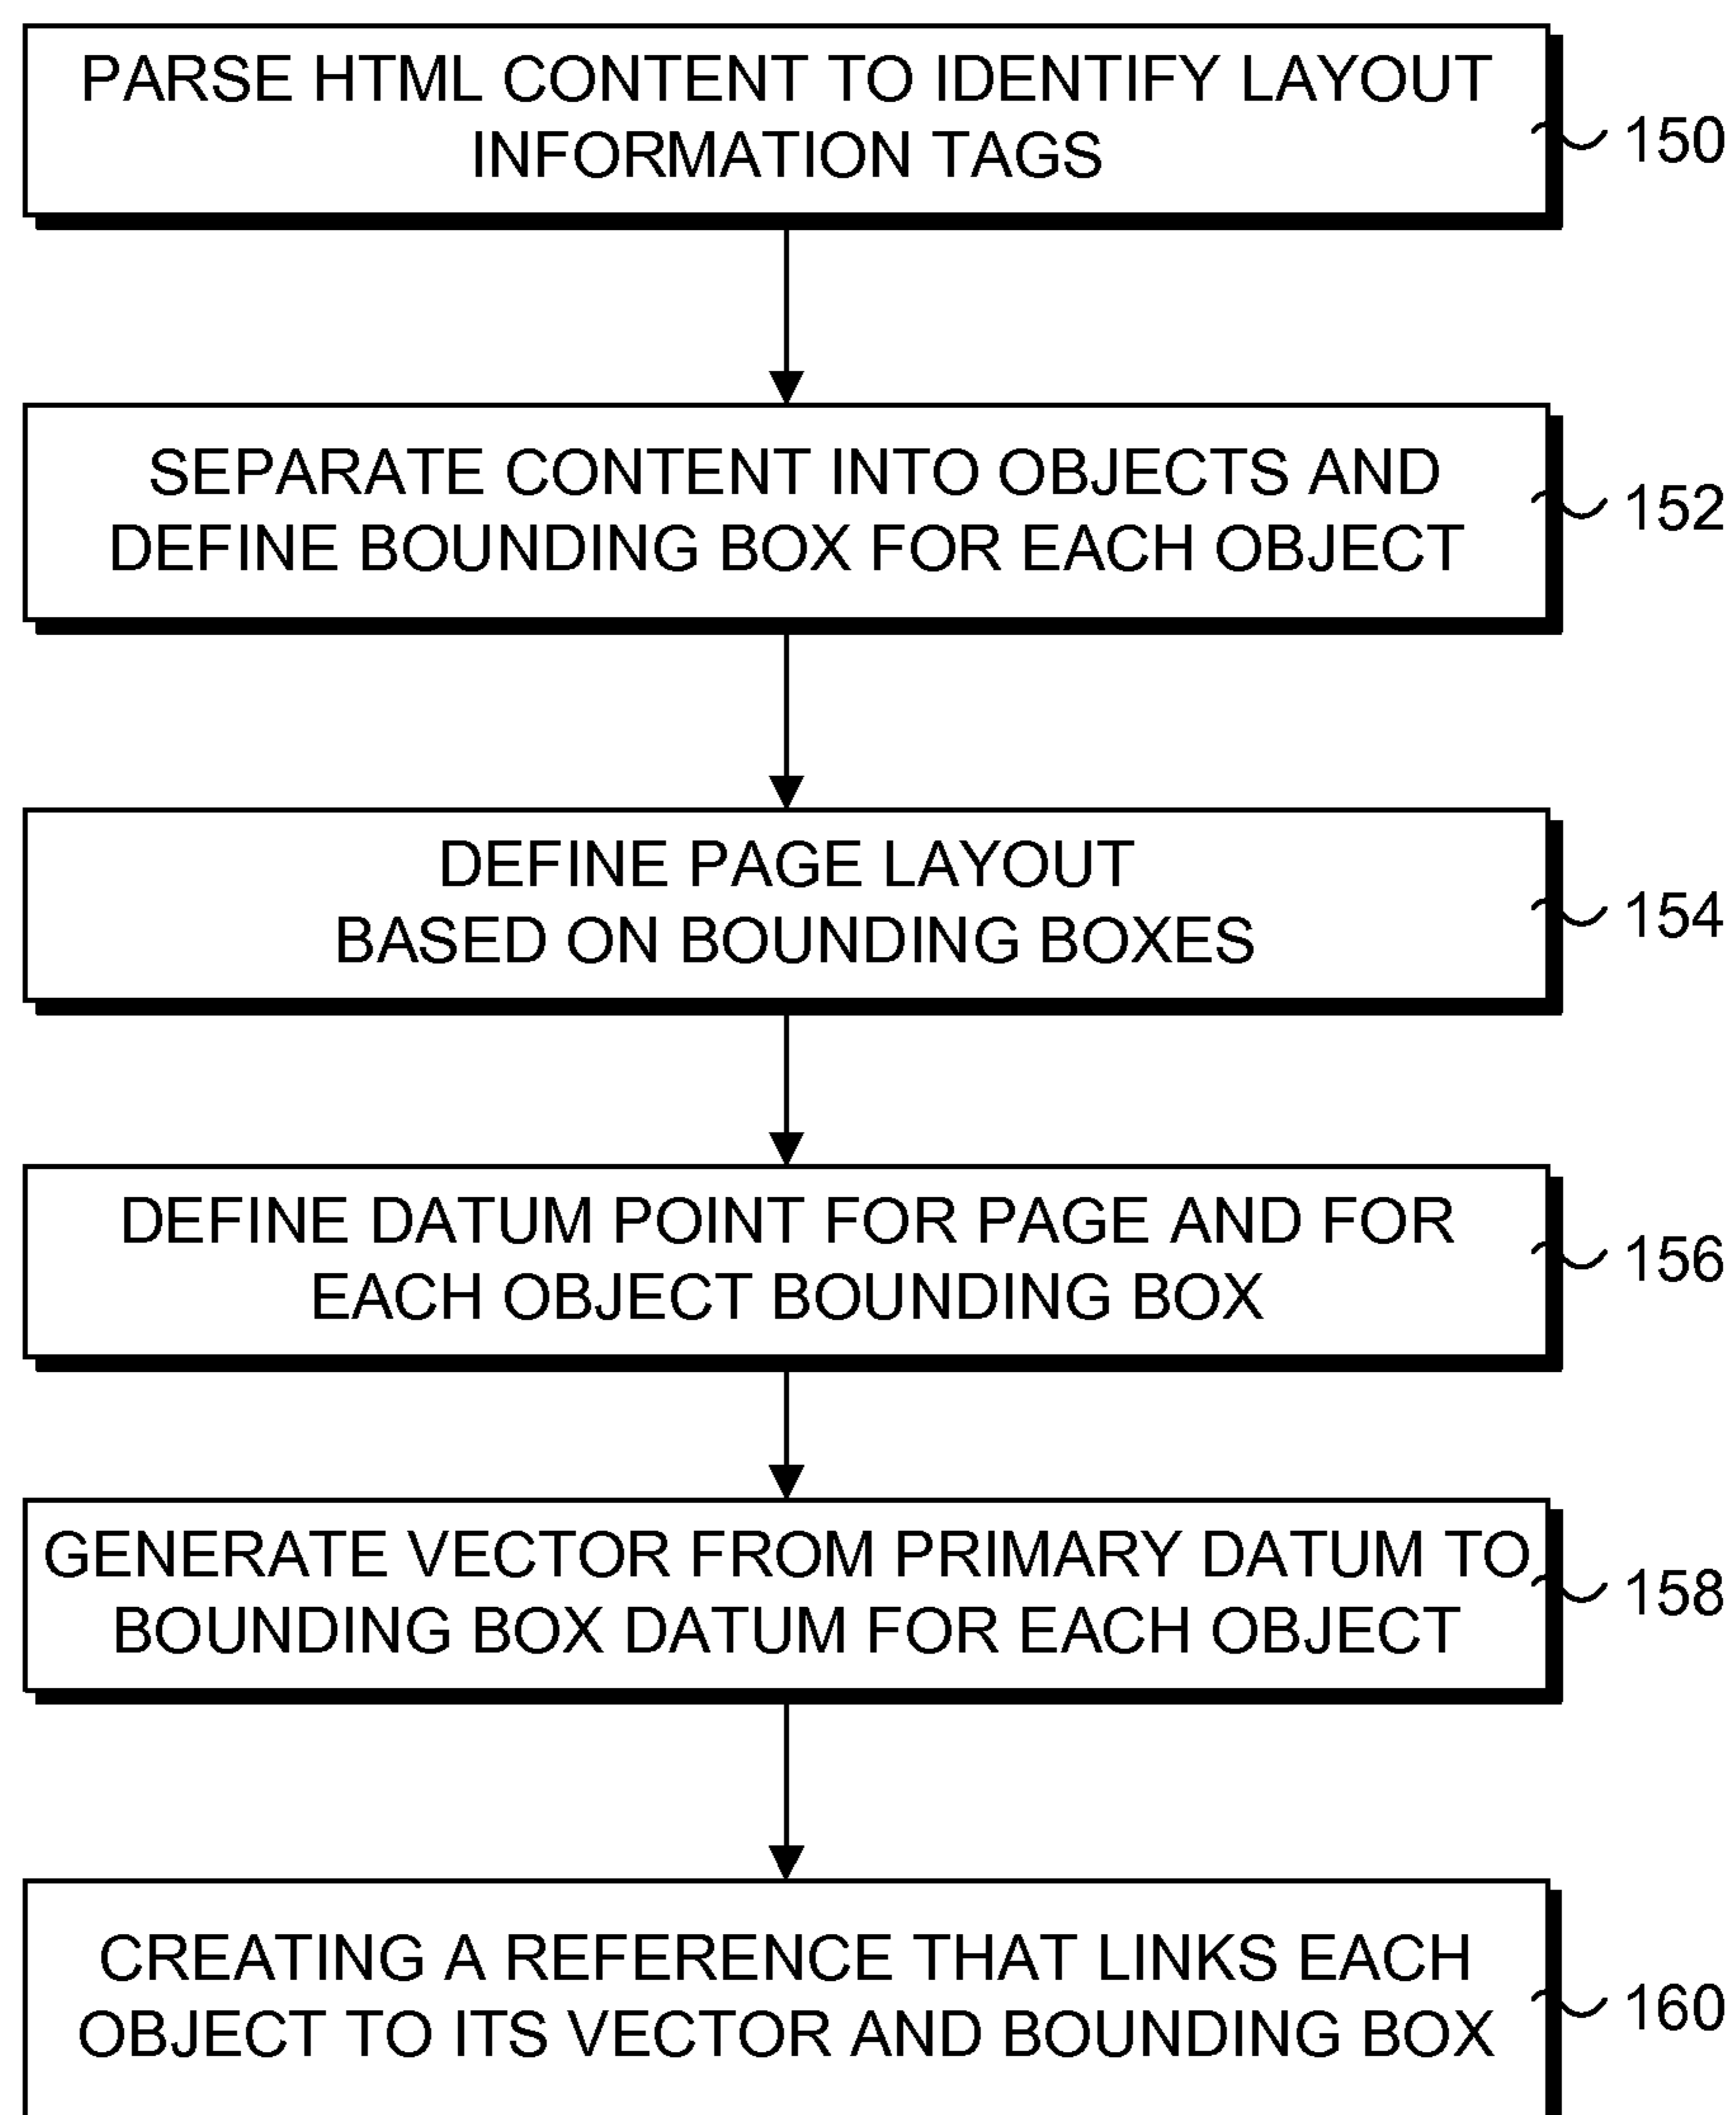 PARSE HTML CONTENT TO IDENTIFY LAYOUT
INFORMATION TAGS
150
SEPARATE CONTENT INTO OBJECTS AND
DEFINE BOUNDING BOX FOR EACH OBJECT
152
DEFINE PAGE LAYOUT
BASED ON BOUNDING BOXES
154
DEFINE DATUM POINT FOR PAGE AND FOR
EACH OBJECT BOUNDING BOX
156
GENERATE VECTOR FROM PRIMARY DATUM TO
BOUNDING BOX DATUM FOR EACH OBJECT
158
CREATING A REFERENCE THAT LINKS EACH
OBJECT TO ITS VECTOR AND BOUNDING BOX
160